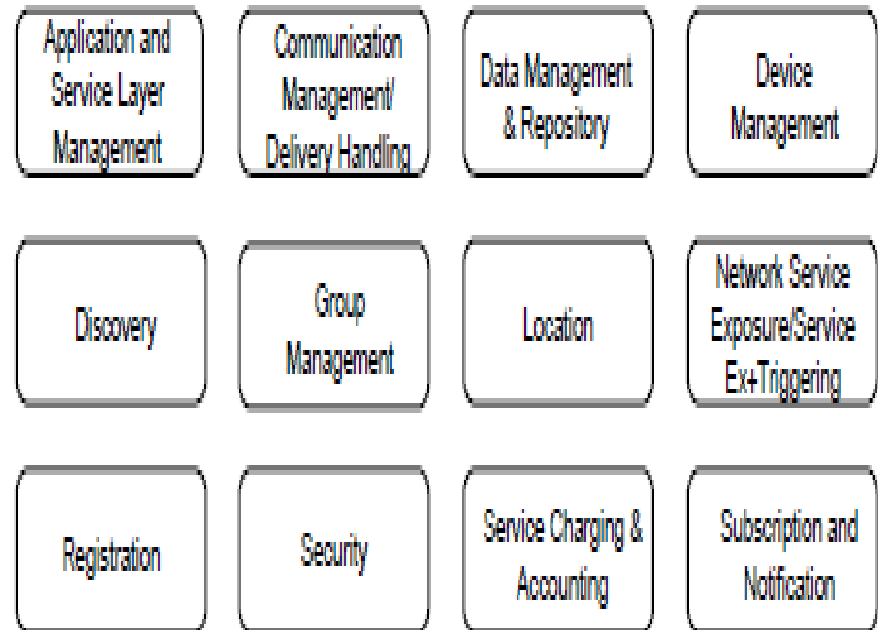 Application and
Service Layer
Management
Communication
Management/
Delivery Handling
Data Management
& Repository
Device
Management
Discovery
Group
Management
Location
Network Service
Exposure/Service
Ex+Triggering
Registration
Security
Service Charging &
Accounting
Subscription and
Notification